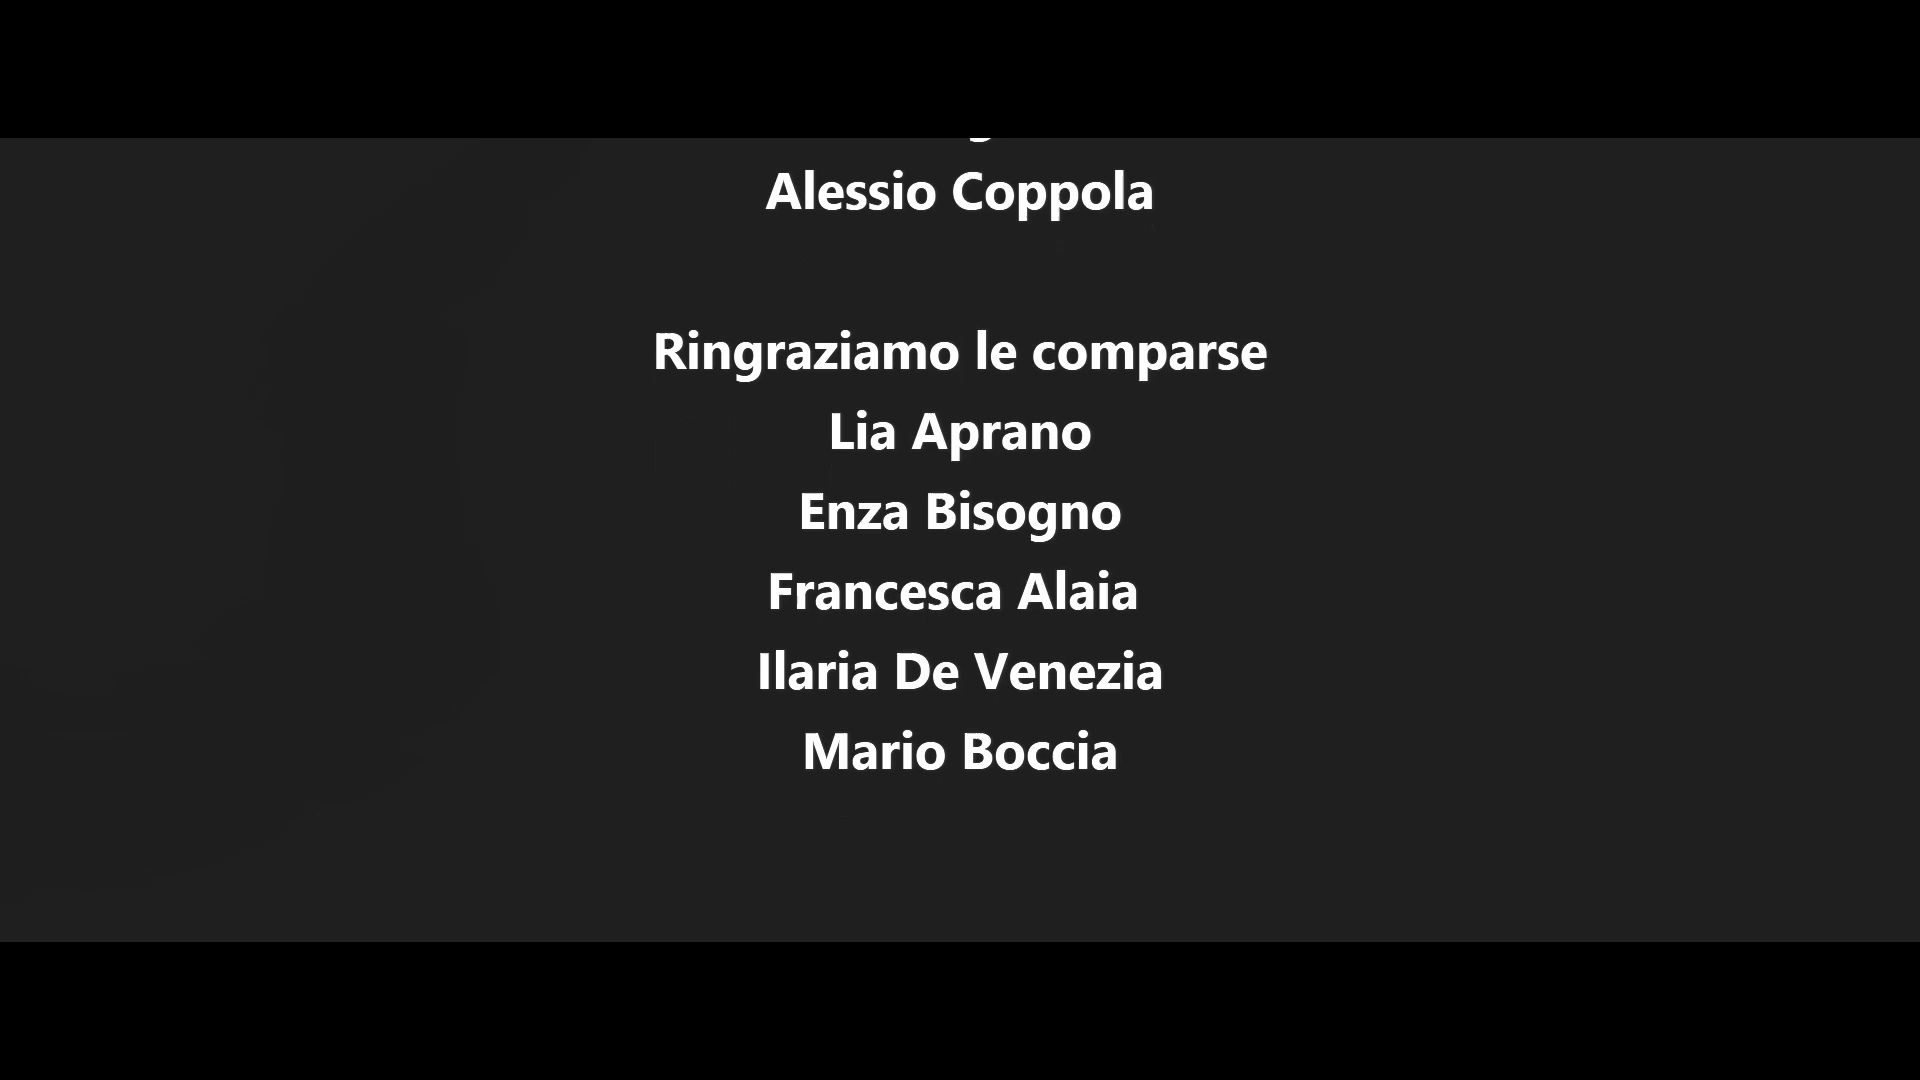 Alessio Coppola
Ringraziamo le comparse
Lia Aprano
Enza Bisogno
Francesca Alaia
Ilaria De Venezia
Mario Boccia